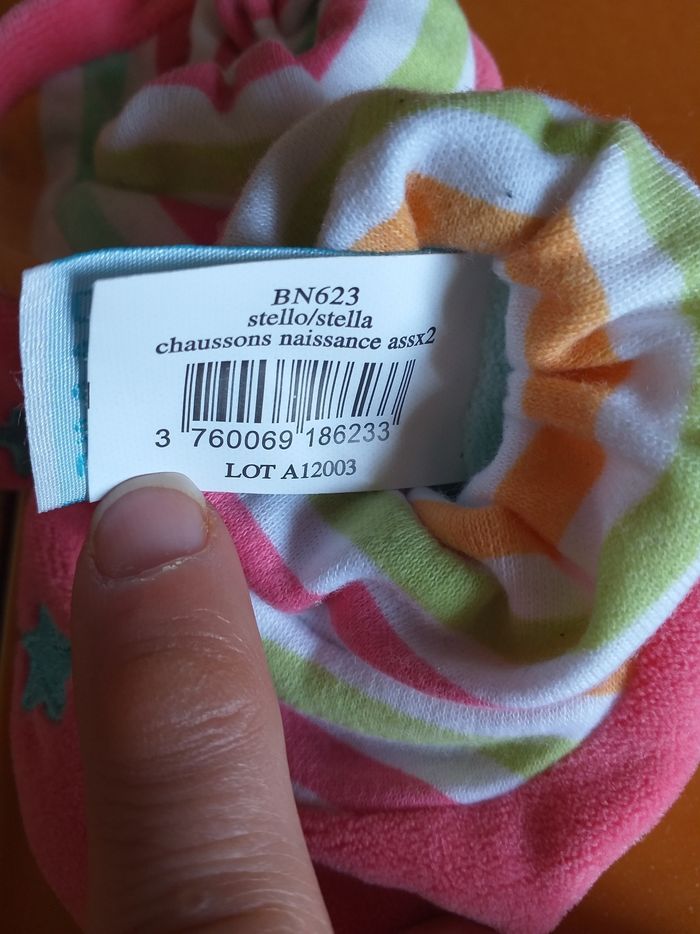 BN623
stello/stella
chaussons naissance assx2
3 760069 186233
LOT A12003